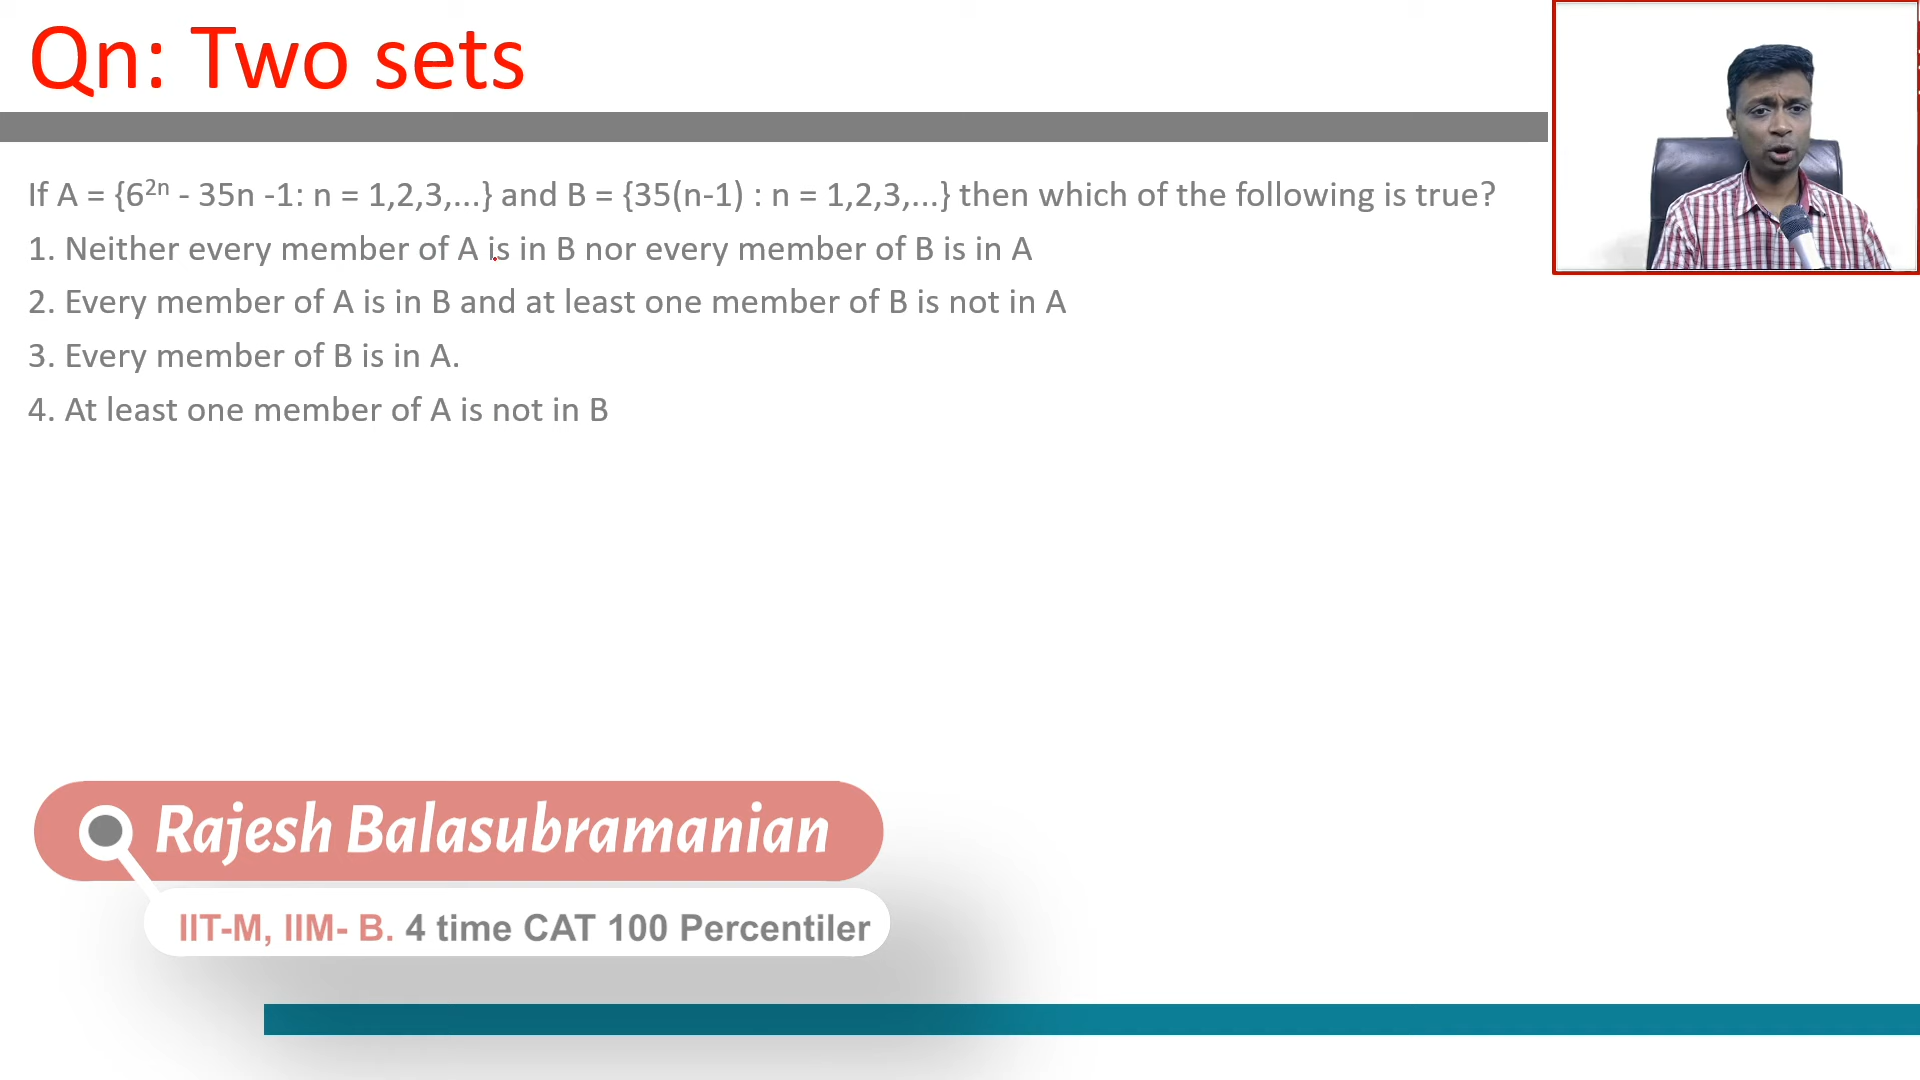 Qn: Two sets
If A = {6²ⁿ - 35n -1: n = 1,2,3,...} and B = {35(n-1) : n = 1,2,3,...} then which of the following is true?
1. Neither every member of A is in B nor every member of B is in A
2. Every member of A is in B and at least one member of B is not in A
3. Every member of B is in A.
4. At least one member of A is not in B
Rajesh Balasubramanian
IIT-M, IIM- B. 4 time CAT 100 Percentiler